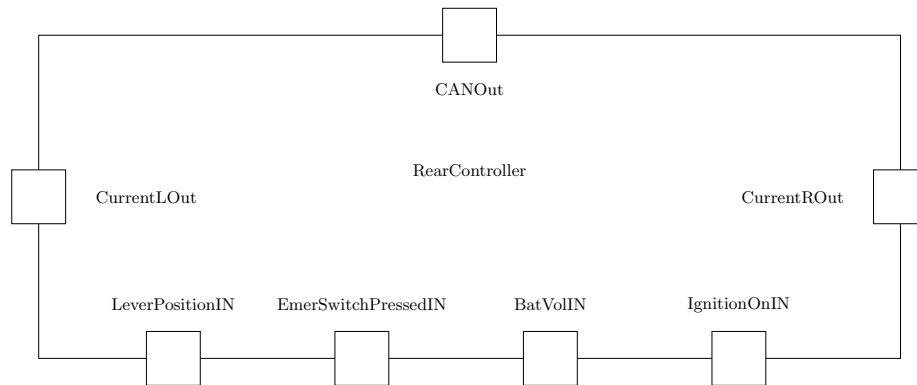 CANOut
RearController
CurrentLOut
CurrentROut
LeverPositionIN
EmerSwitchPressedIN
BatVolIN
IgnitionOnIN